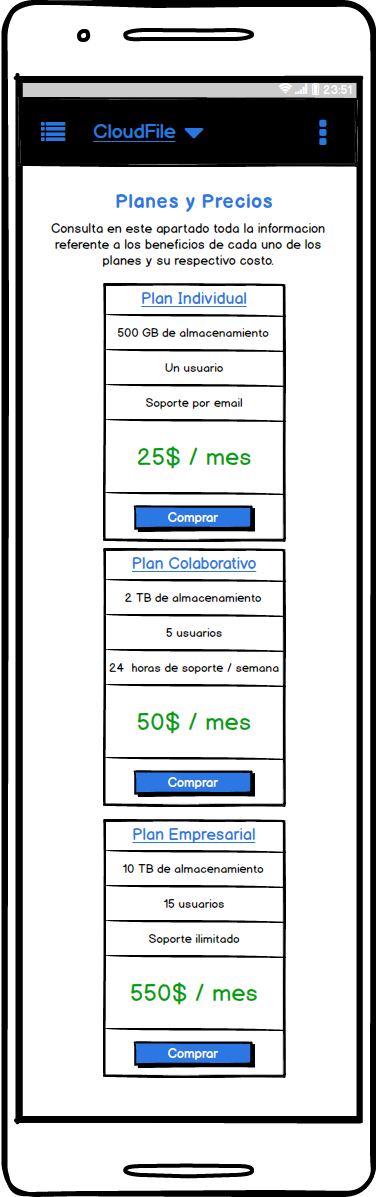 23:51
CloudFile
Planes y Precios
Consulta en este apartado toda la informacion
referente a los beneficios de cada uno de los
planes y su respectivo costo.
Plan Individual
500 GB de almacenamiento
Un usuario
Soporte por email
25$ / mes
Comprar
Plan Colaborativo
2 TB de almacenamiento
5 usuarios
24 horas de soporte / semana
50$ / mes
Comprar
Plan Empresarial
10 TB de almacenamiento
15 usuarios
Soporte ilimitado
550$ / mes
Comprar